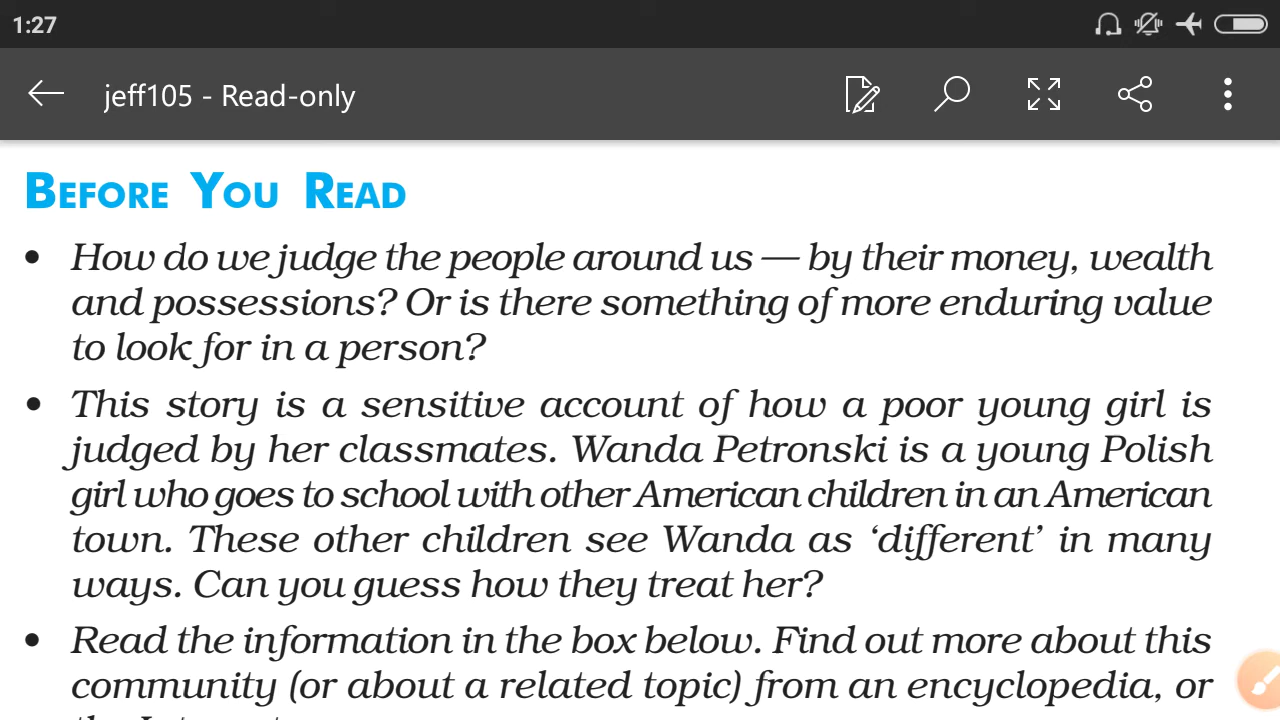 1:27
jeff105 - Read-only
BEFORE YOU READ
• How do we judge the people around us — by their money, wealth
and possessions? Or is there something of more enduring value
to look for in a person?
• This story is a sensitive account of how a poor young girl is
judged by her classmates. Wanda Petronski is a young Polish
girl who goes to school with other American children in an American
town. These other children see Wanda as ‘different’ in many
ways. Can you guess how they treat her?
• Read the information in the box below. Find out more about this
community (or about a related topic) from an encyclopedia, or